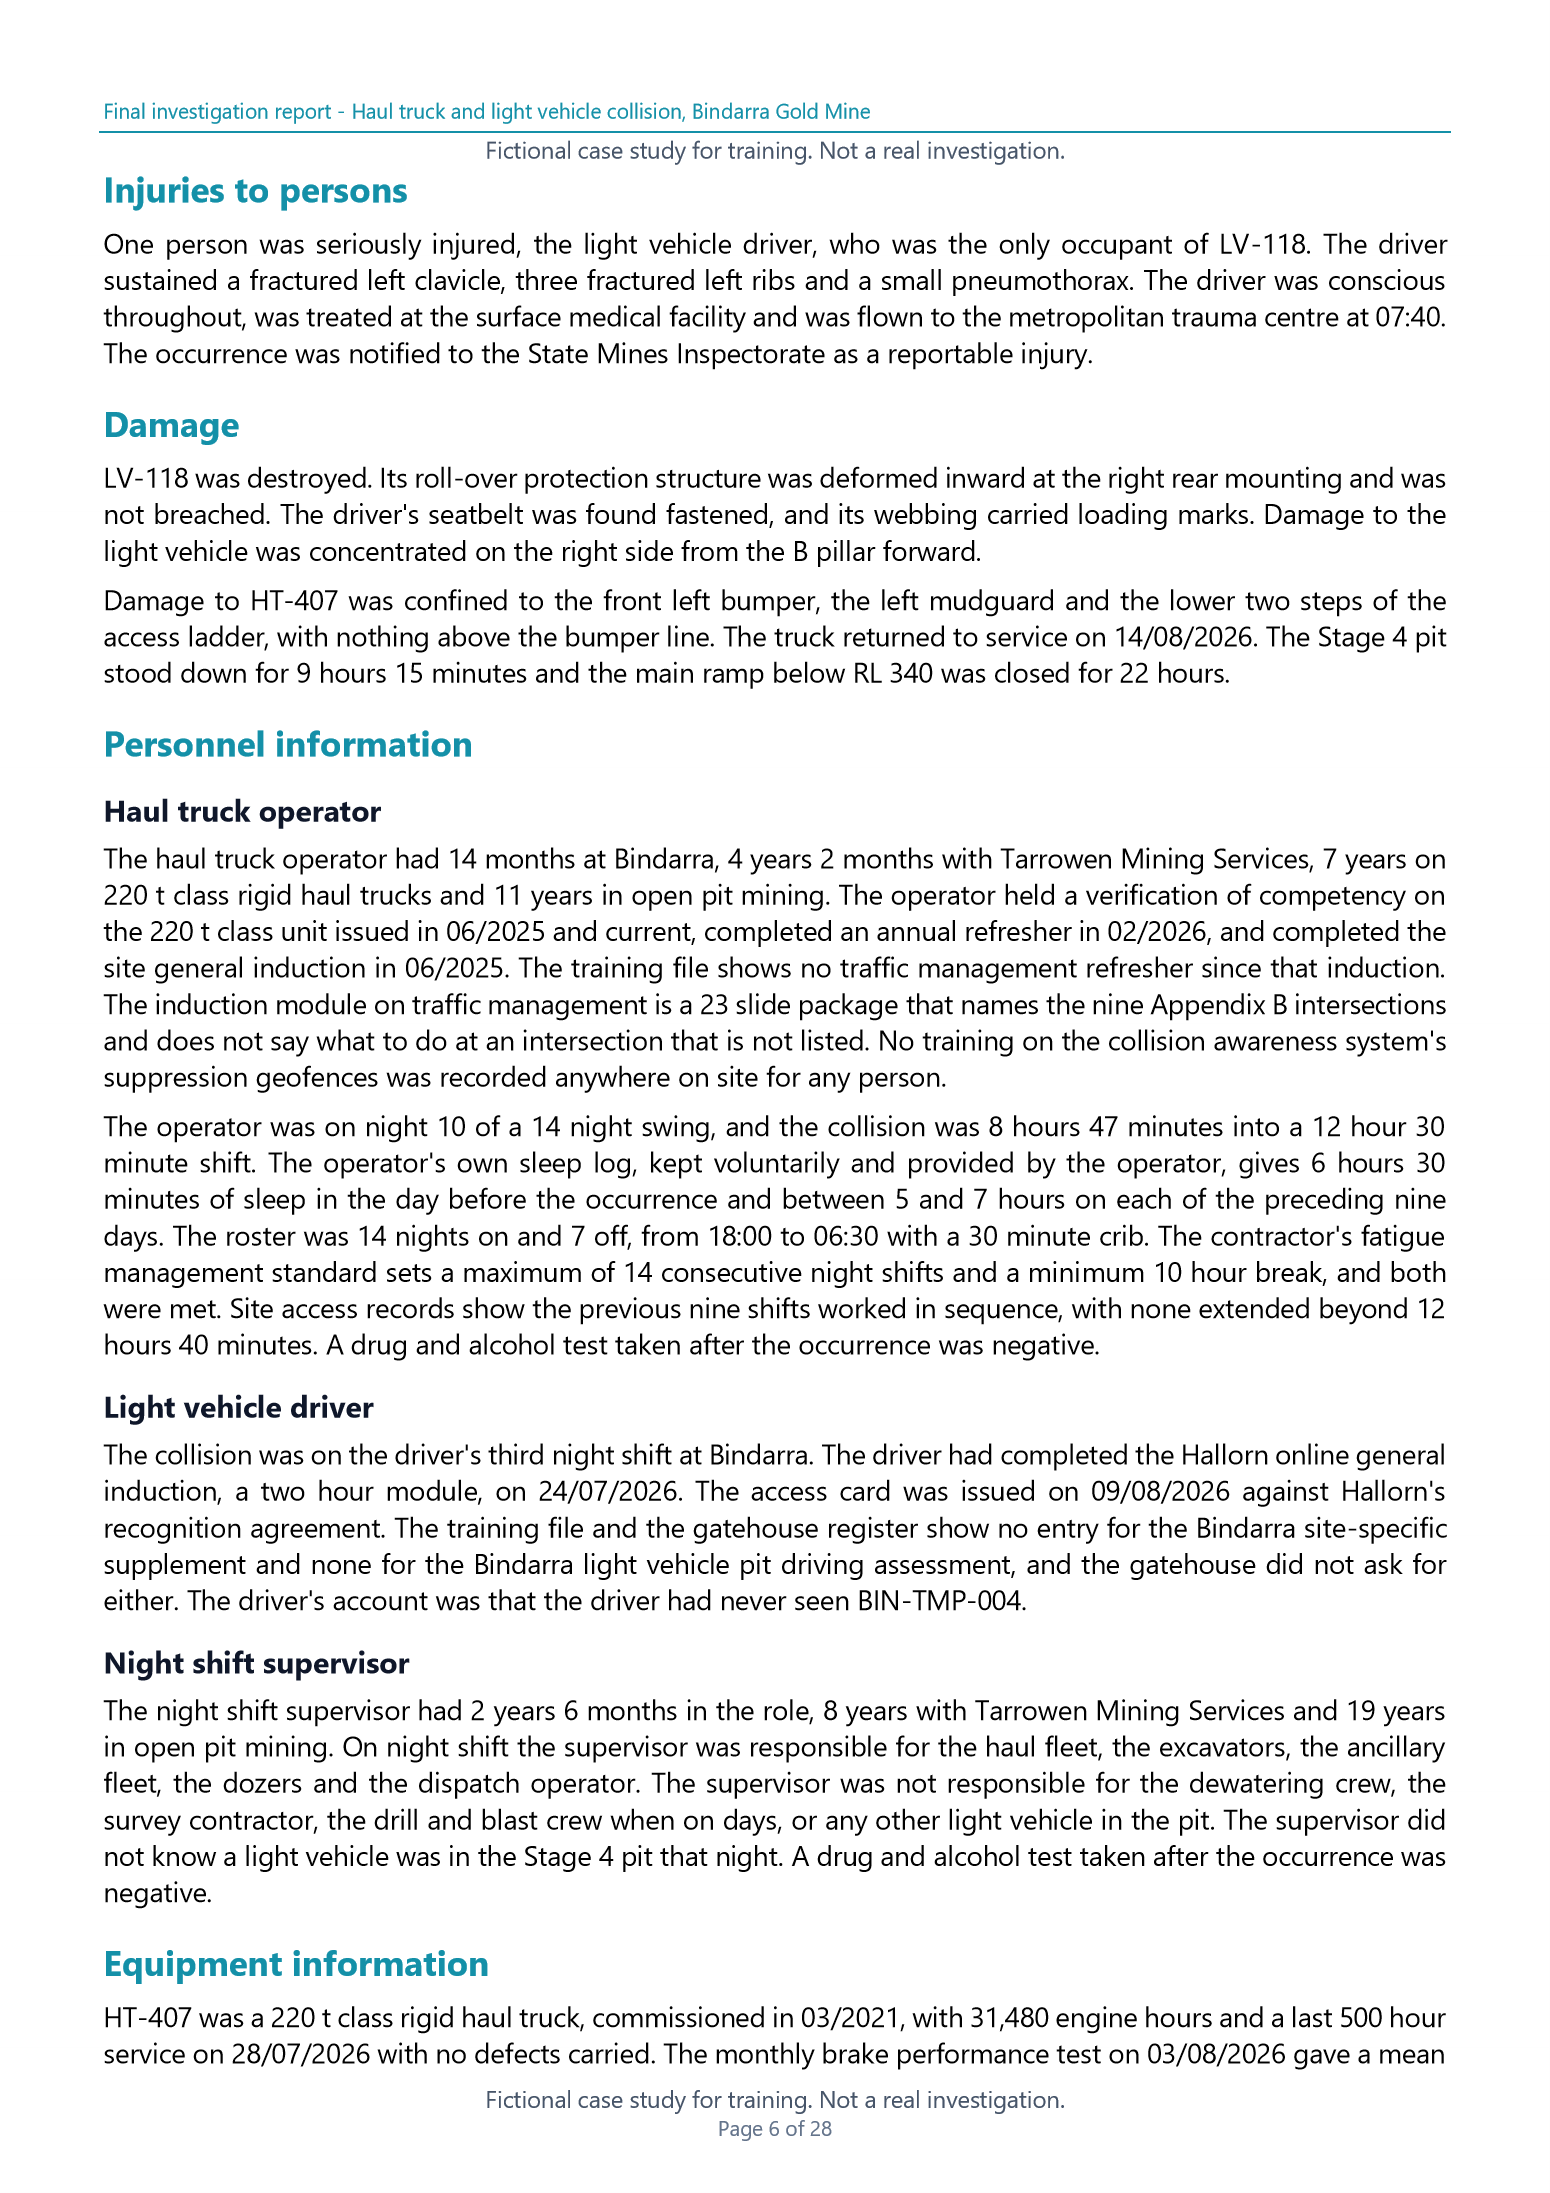 Final investigation report - Haul truck and light vehicle collision, Bindarra Gold Mine
Fictional case study for training. Not a real investigation.
Injuries to persons
One person was seriously injured, the light vehicle driver, who was the only occupant of LV-118. The driver
sustained a fractured left clavicle, three fractured left ribs and a small pneumothorax. The driver was conscious
throughout, was treated at the surface medical facility and was flown to the metropolitan trauma centre at 07:40.
The occurrence was notified to the State Mines Inspectorate as a reportable injury.
Damage
LV-118 was destroyed. Its roll-over protection structure was deformed inward at the right rear mounting and was
not breached. The driver's seatbelt was found fastened, and its webbing carried loading marks. Damage to the
light vehicle was concentrated on the right side from the B pillar forward.
Damage to HT-407 was confined to the front left bumper, the left mudguard and the lower two steps of the
access ladder, with nothing above the bumper line. The truck returned to service on 14/08/2026. The Stage 4 pit
stood down for 9 hours 15 minutes and the main ramp below RL 340 was closed for 22 hours.
Personnel information
Haul truck operator
The haul truck operator had 14 months at Bindarra, 4 years 2 months with Tarrowen Mining Services, 7 years on
220 t class rigid haul trucks and 11 years in open pit mining. The operator held a verification of competency on
the 220 t class unit issued in 06/2025 and current, completed an annual refresher in 02/2026, and completed the
site general induction in 06/2025. The training file shows no traffic management refresher since that induction.
The induction module on traffic management is a 23 slide package that names the nine Appendix B intersections
and does not say what to do at an intersection that is not listed. No training on the collision awareness system's
suppression geofences was recorded anywhere on site for any person.
The operator was on night 10 of a 14 night swing, and the collision was 8 hours 47 minutes into a 12 hour 30
minute shift. The operator's own sleep log, kept voluntarily and provided by the operator, gives 6 hours 30
minutes of sleep in the day before the occurrence and between 5 and 7 hours on each of the preceding nine
days. The roster was 14 nights on and 7 off, from 18:00 to 06:30 with a 30 minute crib. The contractor's fatigue
management standard sets a maximum of 14 consecutive night shifts and a minimum 10 hour break, and both
were met. Site access records show the previous nine shifts worked in sequence, with none extended beyond 12
hours 40 minutes. A drug and alcohol test taken after the occurrence was negative.
Light vehicle driver
The collision was on the driver's third night shift at Bindarra. The driver had completed the Hallorn online general
induction, a two hour module, on 24/07/2026. The access card was issued on 09/08/2026 against Hallorn's
recognition agreement. The training file and the gatehouse register show no entry for the Bindarra site-specific
supplement and none for the Bindarra light vehicle pit driving assessment, and the gatehouse did not ask for
either. The driver's account was that the driver had never seen BIN-TMP-004.
Night shift supervisor
The night shift supervisor had 2 years 6 months in the role, 8 years with Tarrowen Mining Services and 19 years
in open pit mining. On night shift the supervisor was responsible for the haul fleet, the excavators, the ancillary
fleet, the dozers and the dispatch operator. The supervisor was not responsible for the dewatering crew, the
survey contractor, the drill and blast crew when on days, or any other light vehicle in the pit. The supervisor did
not know a light vehicle was in the Stage 4 pit that night. A drug and alcohol test taken after the occurrence was
negative.
Equipment information
HT-407 was a 220 t class rigid haul truck, commissioned in 03/2021, with 31,480 engine hours and a last 500 hour
service on 28/07/2026 with no defects carried. The monthly brake performance test on 03/08/2026 gave a mean
Fictional case study for training. Not a real investigation.
Page 6 of 28